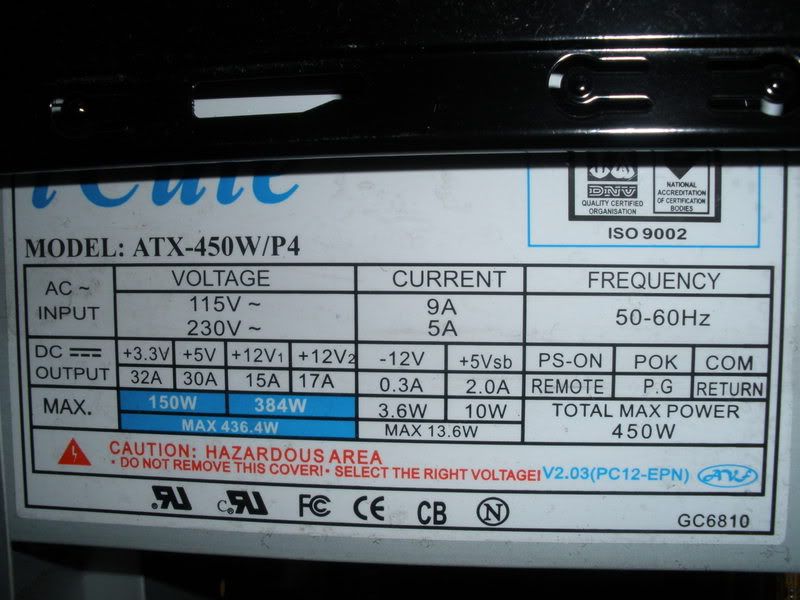 iCute
DNV
QUALITY CERTIFIED
ORGANISATION
NATIONAL
ACCREDITATION
OF CERTIFICATION
BODIES
ISO 9002
MODEL: ATX-450W/P4
AC ~ INPUT VOLTAGE CURRENT FREQUENCY
115V ~ 9A 50-60Hz
230V ~ 5A
DC OUTPUT +3.3V +5V +12V1 +12V2 -12V +5Vsb PS-ON POK COM
32A 30A 15A 17A 0.3A 2.0A REMOTE P.G RETURN
MAX. 150W 384W 3.6W 10W TOTAL MAX POWER
MAX 436.4W MAX 13.6W 450W
CAUTION: HAZARDOUS AREA
• DO NOT REMOVE THIS COVER! • SELECT THE RIGHT VOLTAGE! V2.03(PC12-EPN)
FC CE CB N
GC6810